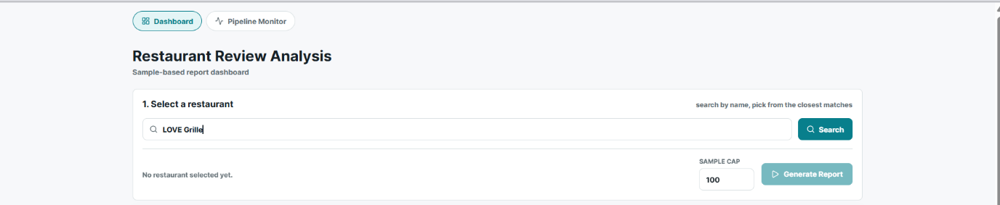 Dashboard
Pipeline Monitor
Restaurant Review Analysis
Sample-based report dashboard
1. Select a restaurant
search by name, pick from the closest matches
LOVE Grille
Search
SAMPLE CAP
No restaurant selected yet.
100
Generate Report